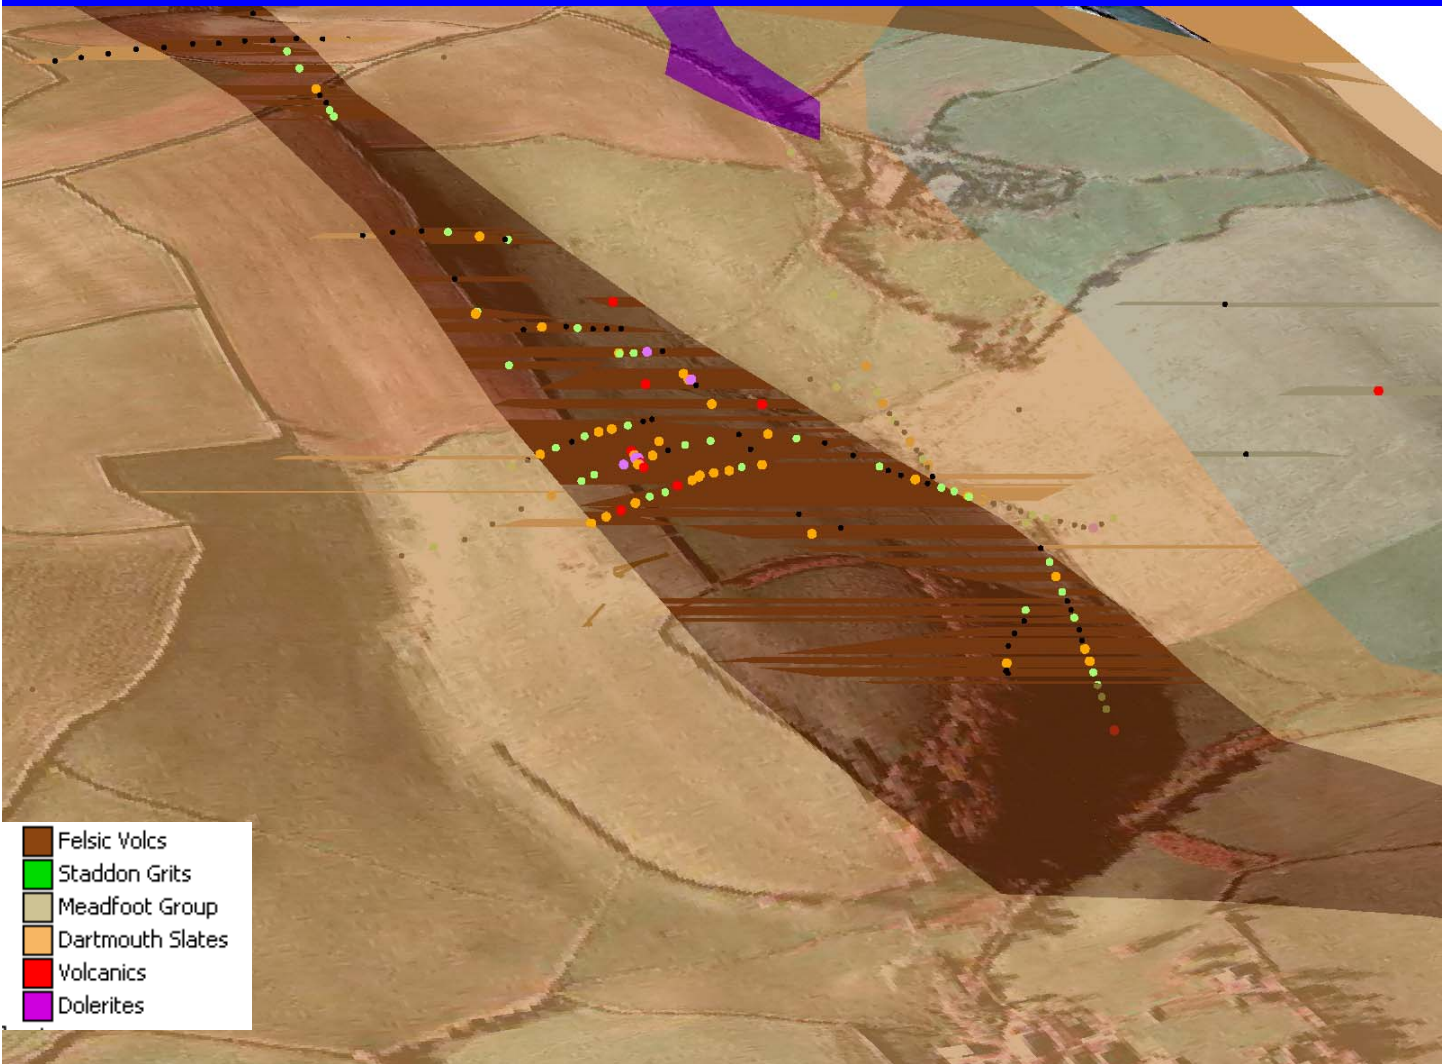 Felsic Volcs
Staddon Grits
Meadfoot Group
Dartmouth Slates
Volcanics
Dolerites